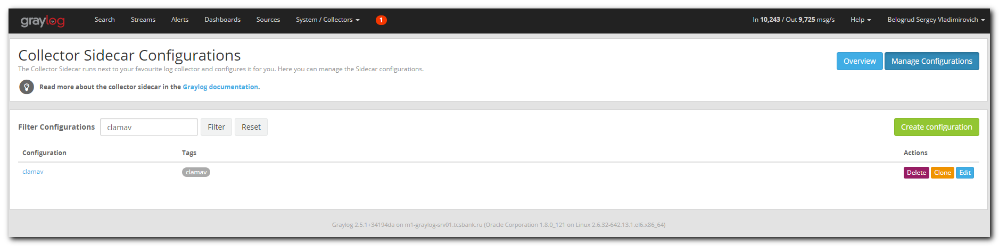 graylog Search Streams Alerts Dashboards Sources System / Collectors 1 In 10,243 / Out 9,725 msg/s Help Belogrud Sergey Vladimirovich
Collector Sidecar Configurations
The Collector Sidecar runs next to your favourite log collector and configures it for you. Here you can manage the Sidecar configurations.
Overview Manage Configurations
Read more about the collector sidecar in the Graylog documentation.
Filter Configurations clamav Filter Reset Create configuration
Configuration Tags Actions
clamav clamav Delete Clone Edit
Graylog 2.5.1+34194da on m1-graylog-srv01.tcsbank.ru (Oracle Corporation 1.8.0_121 on Linux 2.6.32-642.13.1.el6.x86_64)